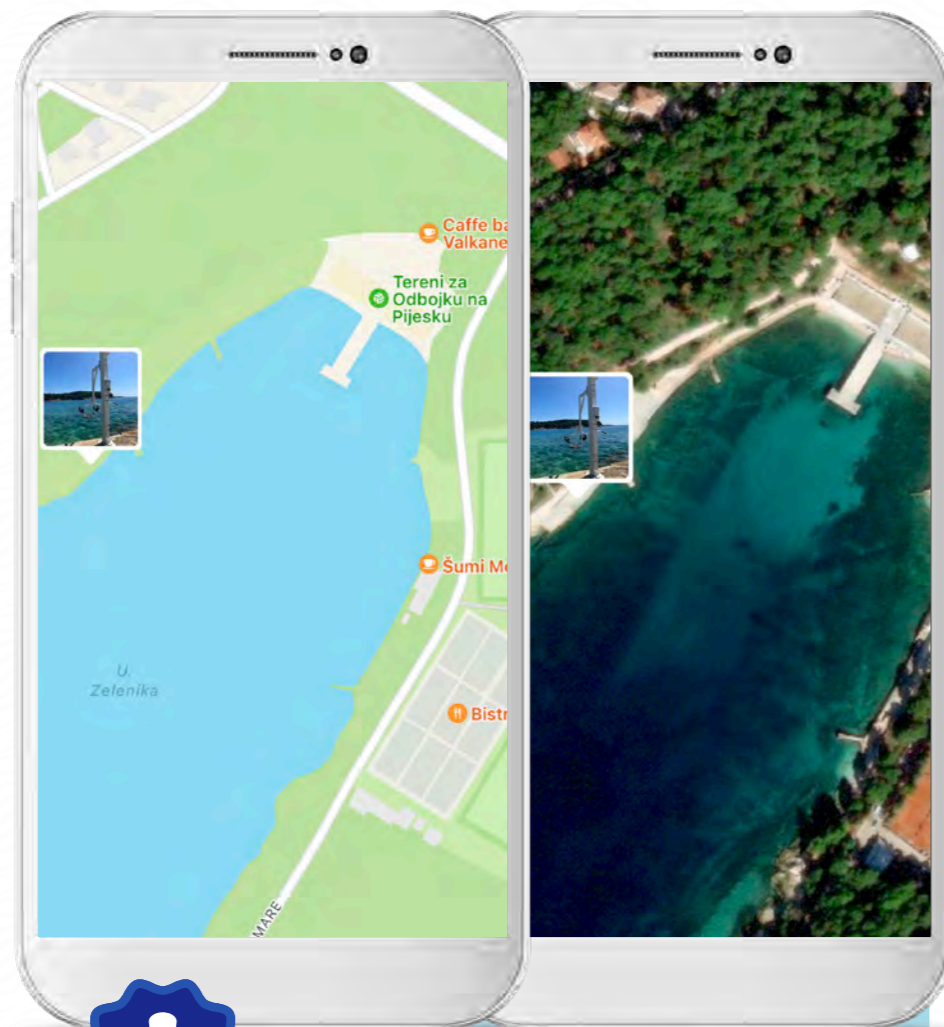 Caffe ba
Valkane
Tereni za
Odbojku na
Pijesku
Šumi M
U.
Zelenika
Bistr
MARE